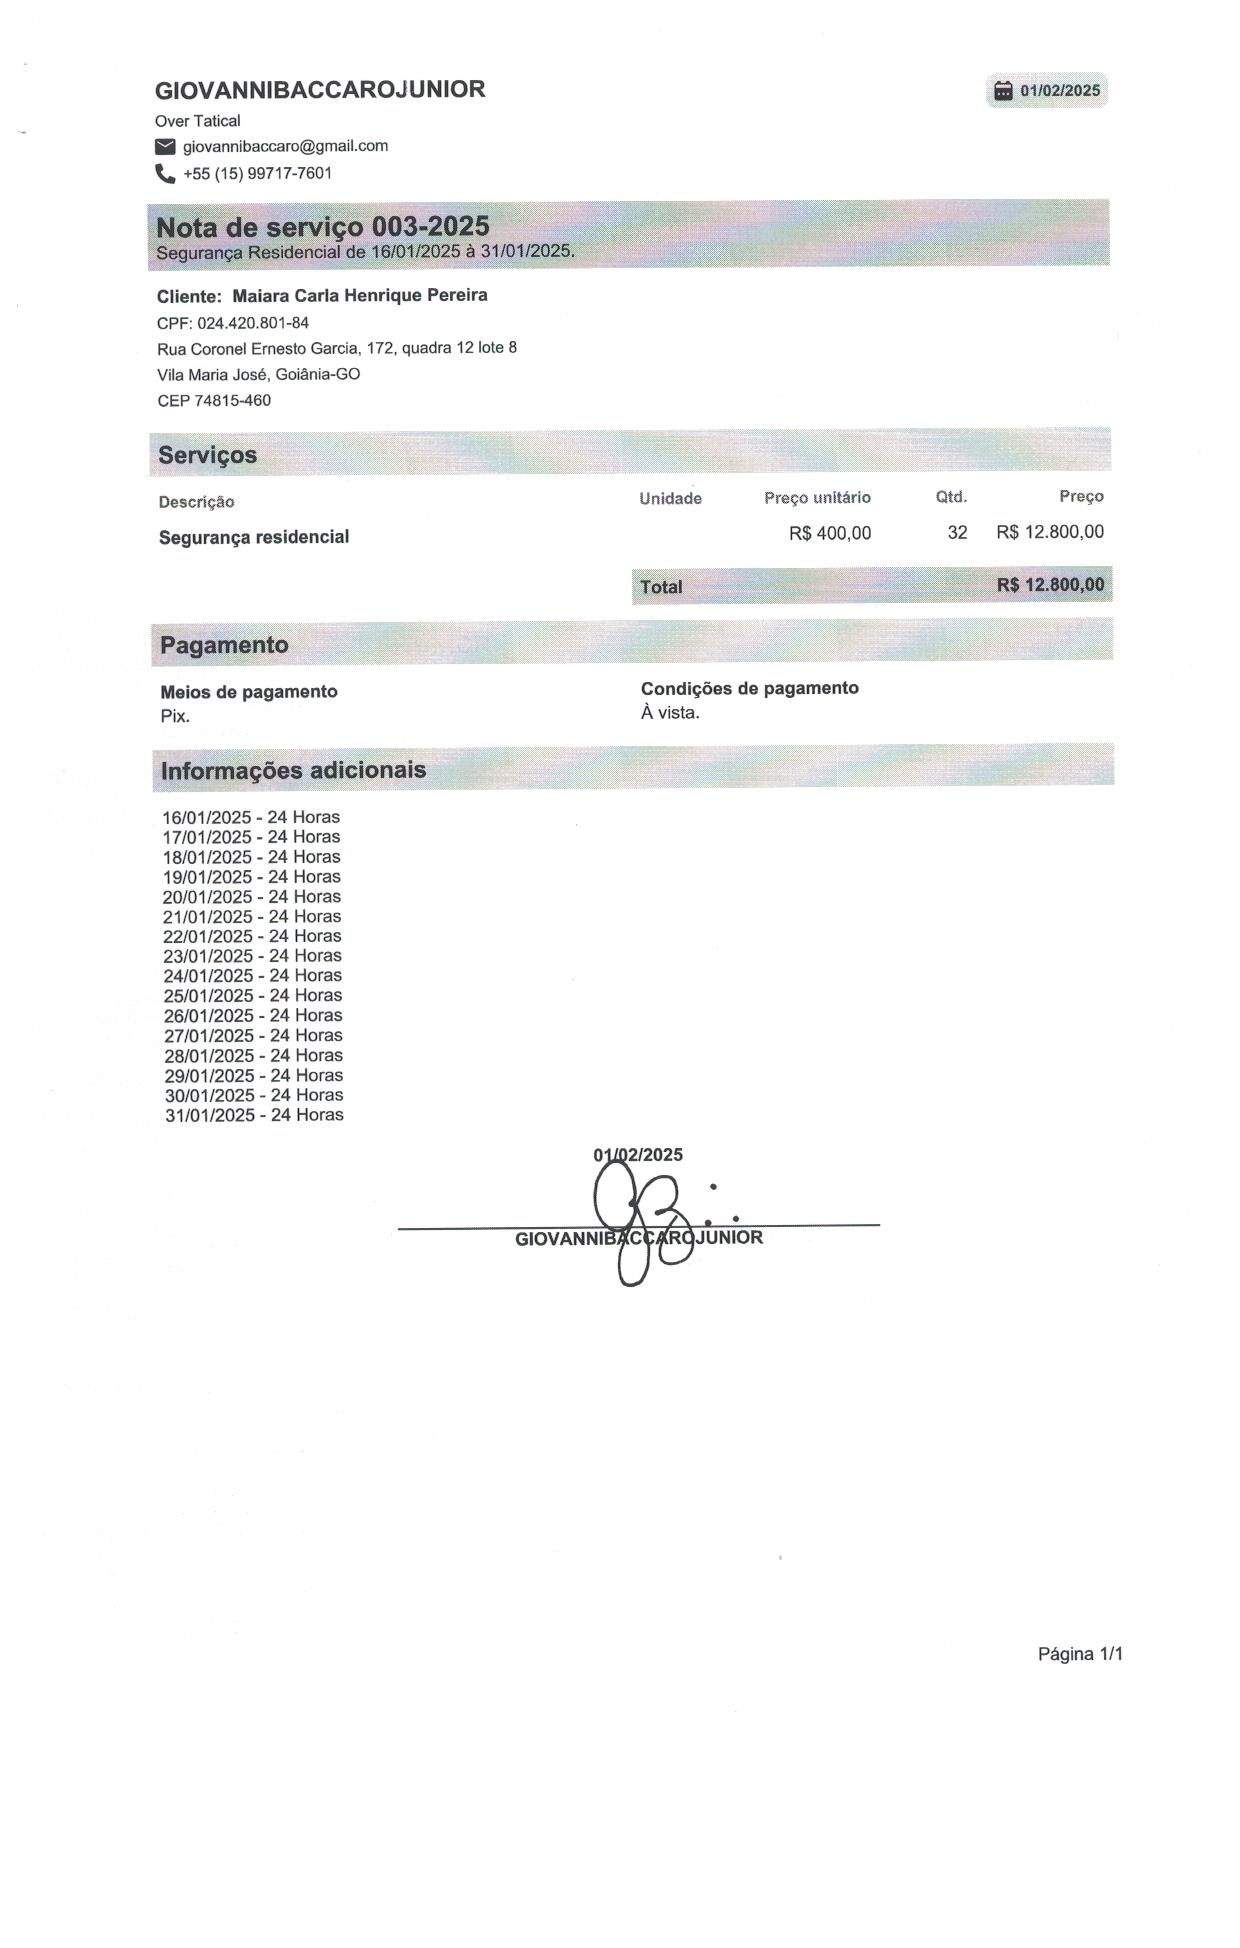 GIOVANNIBACCAROJUNIOR
01/02/2025
Over Tatical
giovannibaccaro@gmail.com
+55 (15) 99717-7601
Nota de serviço 003-2025
Segurança Residencial de 16/01/2025 à 31/01/2025.
Cliente: Maiara Carla Henrique Pereira
CPF: 024.420.801-84
Rua Coronel Ernesto Garcia, 172, quadra 12 lote 8
Vila Maria José, Goiânia-GO
CEP 74815-460
Serviços
Descrição Unidade Preço unitário Qtd. Preço
Segurança residencial R$ 400,00 32 R$ 12.800,00
Total R$ 12.800,00
Pagamento
Meios de pagamento Condições de pagamento
Pix. À vista.
Informações adicionais
16/01/2025 - 24 Horas
17/01/2025 - 24 Horas
18/01/2025 - 24 Horas
19/01/2025 - 24 Horas
20/01/2025 - 24 Horas
21/01/2025 - 24 Horas
22/01/2025 - 24 Horas
23/01/2025 - 24 Horas
24/01/2025 - 24 Horas
25/01/2025 - 24 Horas
26/01/2025 - 24 Horas
27/01/2025 - 24 Horas
28/01/2025 - 24 Horas
29/01/2025 - 24 Horas
30/01/2025 - 24 Horas
31/01/2025 - 24 Horas
01/02/2025
GIOVANNIBACCAROJUNIOR
Página 1/1